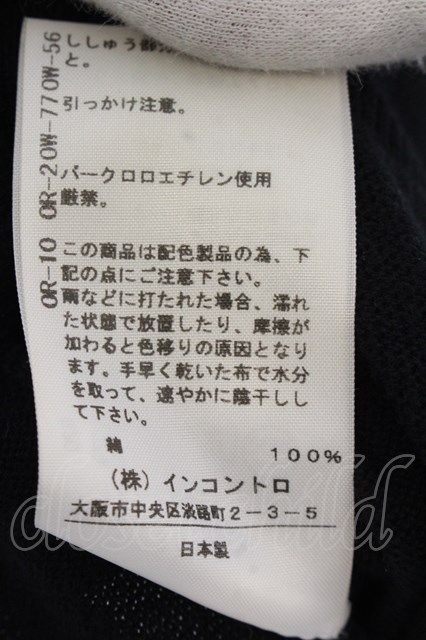 ししゅう部
と。
引っかけ注意。
パークロロエチレン使用
厳禁。
この商品は配色製品の為、下
記の点にご注意下さい。
雨などに打たれた場合、濡れ
た状態で放置したり、摩擦が
加わると色移りの原因となり
ます。手早く乾いた布で水分
を取って、速やかに陰干しし
て下さい。
綿 100%
(株)インコントロ
大阪市中央区淡路町2-3-5
日本製
OR-10 OR-20W-770W-56
closet child